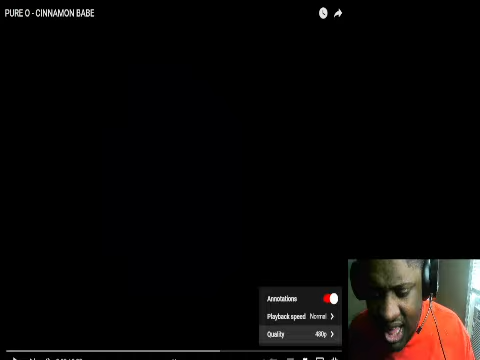 PURE O - CINNAMON BABE
Annotations
Playback speed Normal
Quality 480p